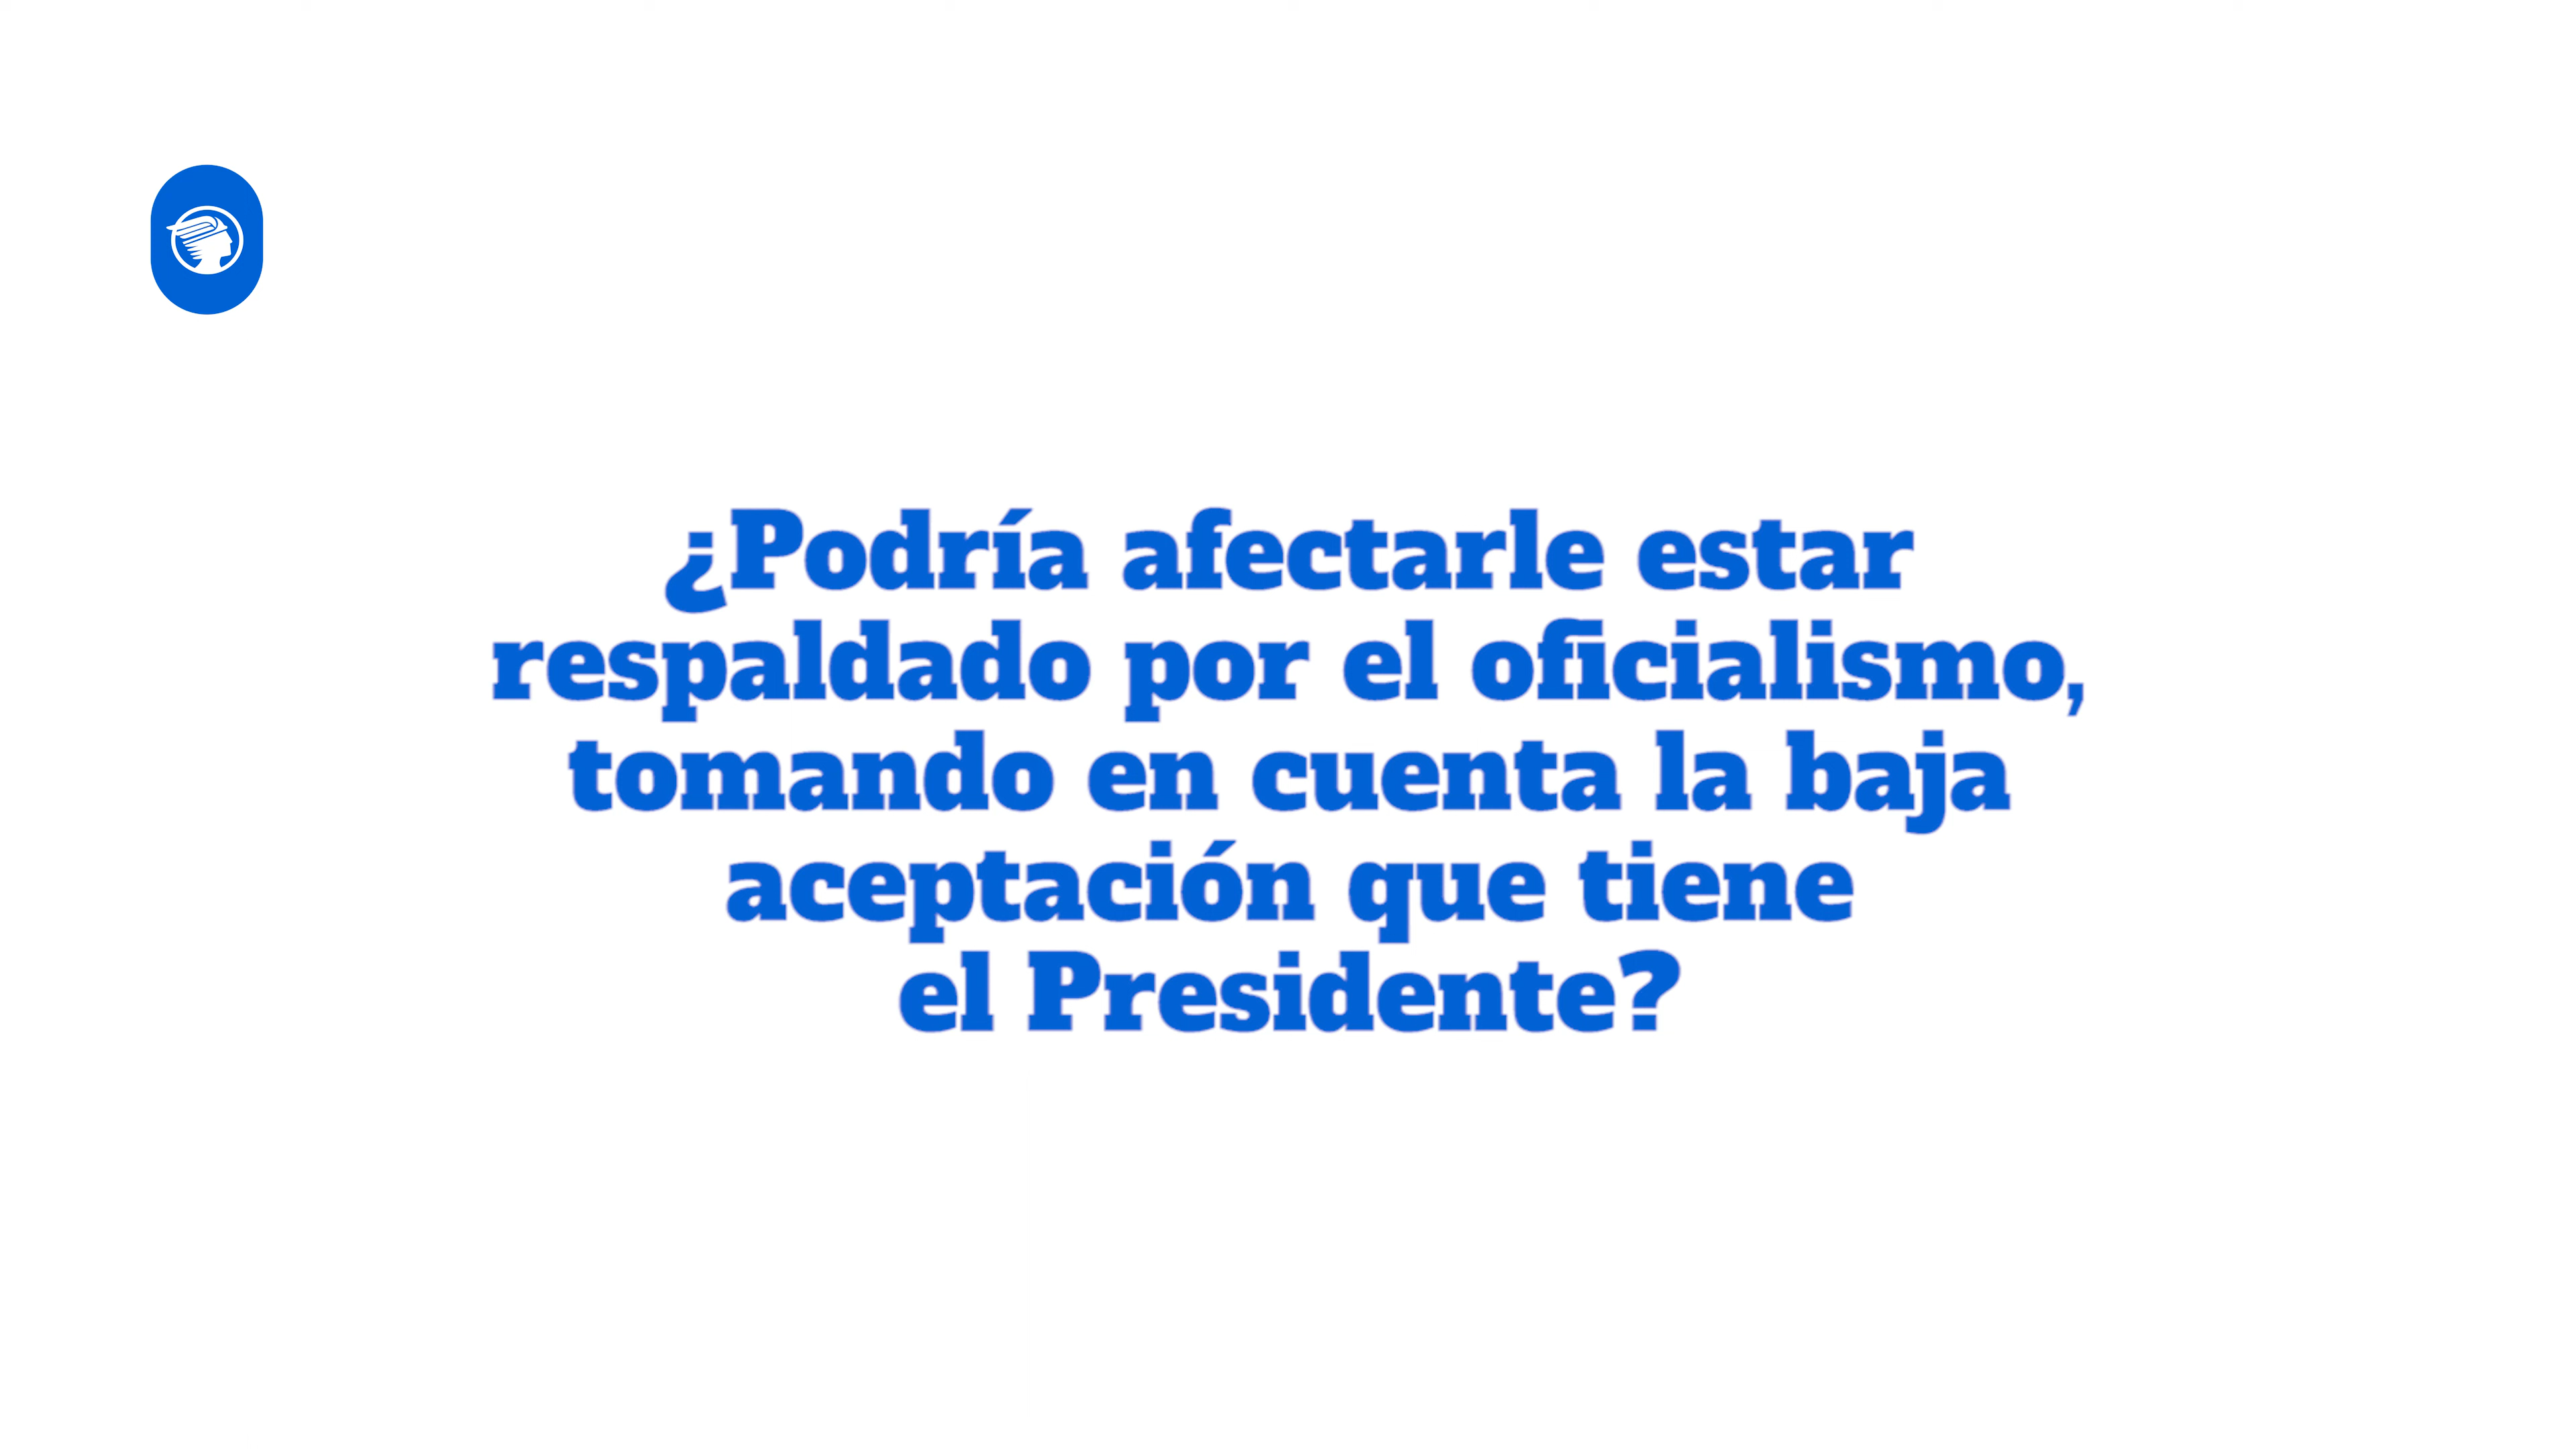 ¿Podría afectarle estar
respaldado por el oficialismo,
tomando en cuenta la baja
aceptación que tiene
el Presidente?